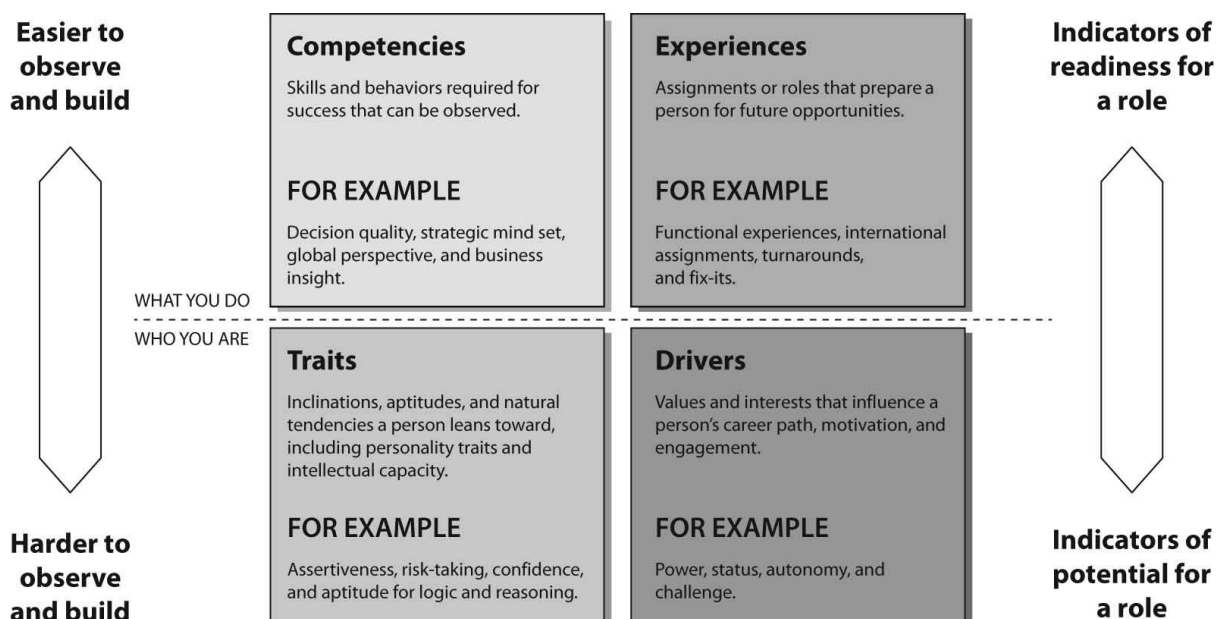 Easier to
observe
and build
Competencies
Skills and behaviors required for
success that can be observed.
FOR EXAMPLE
Decision quality, strategic mind set,
global perspective, and business
insight.
Experiences
Assignments or roles that prepare a
person for future opportunities.
FOR EXAMPLE
Functional experiences, international
assignments, turnarounds,
and fix-its.
Indicators of
readiness for
a role
WHAT YOU DO
WHO YOU ARE
Traits
Inclinations, aptitudes, and natural
tendencies a person leans toward,
including personality traits and
intellectual capacity.
FOR EXAMPLE
Assertiveness, risk-taking, confidence,
and aptitude for logic and reasoning.
Drivers
Values and interests that influence a
person's career path, motivation, and
engagement.
FOR EXAMPLE
Power, status, autonomy, and
challenge.
Harder to
observe
and build
Indicators of
potential for
a role